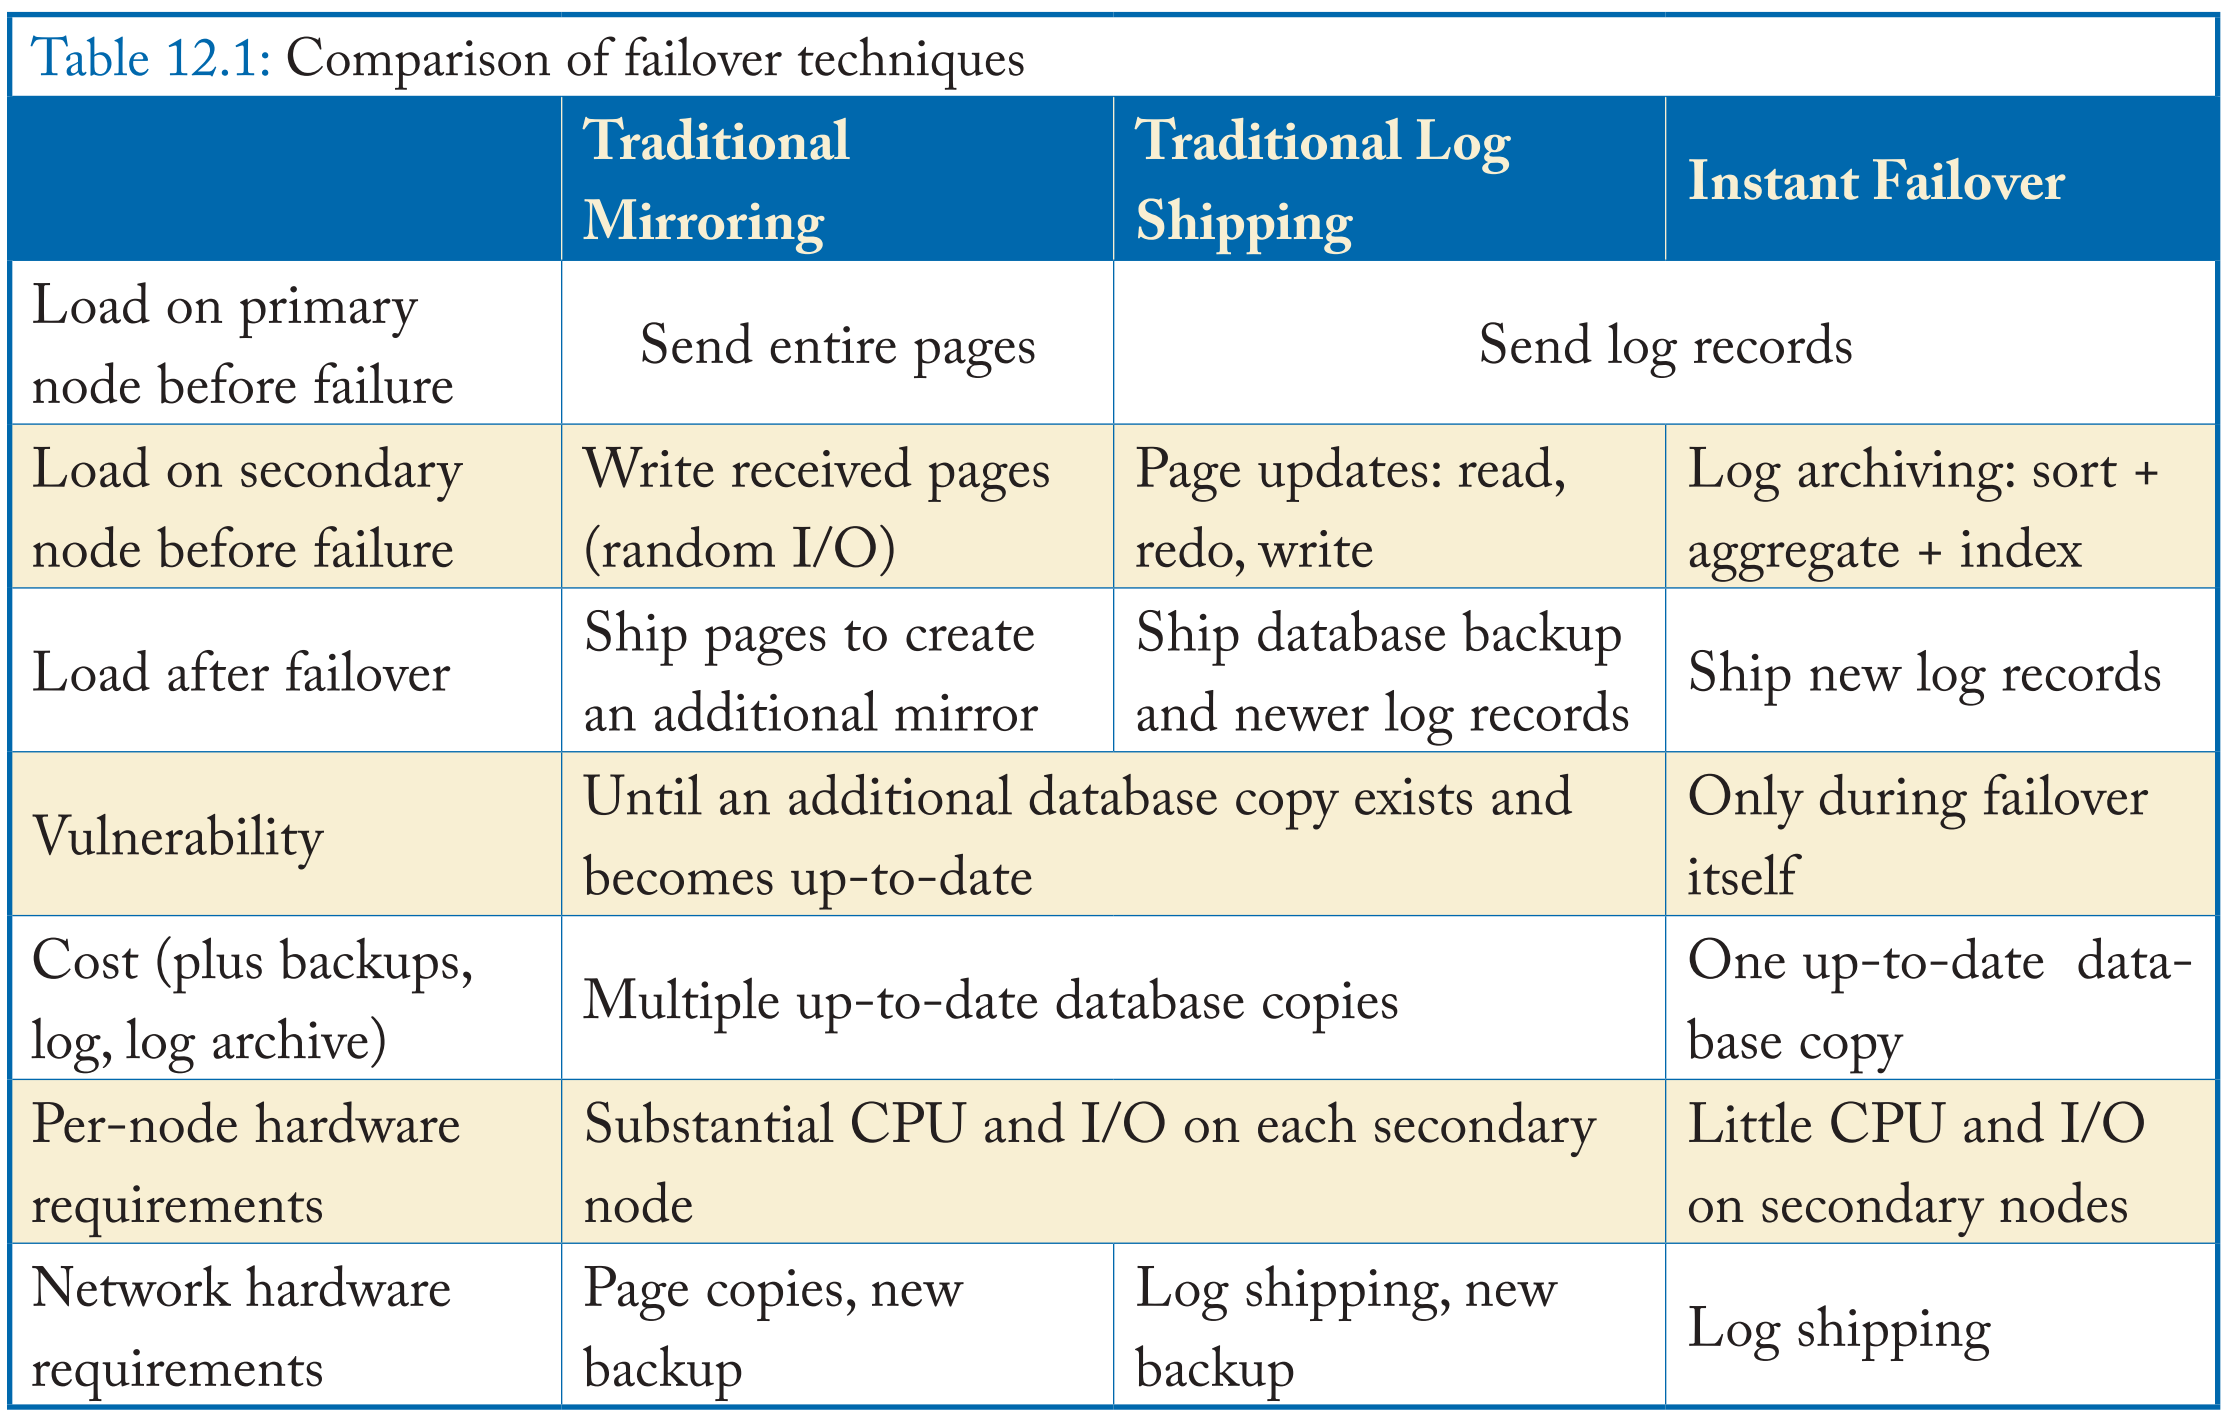 Table 12.1: Comparison of failover techniques
Traditional
Mirroring
Traditional Log
Shipping
Instant Failover
Load on primary
node before failure
Send entire pages
Send log records
Load on secondary
node before failure
Write received pages
(random I/O)
Page updates: read,
redo, write
Log archiving: sort +
aggregate + index
Load after failover
Ship pages to create
an additional mirror
Ship database backup
and newer log records
Ship new log records
Vulnerability
Until an additional database copy exists and
becomes up-to-date
Only during failover
itself
Cost (plus backups,
log, log archive)
Multiple up-to-date database copies
One up-to-date data-
base copy
Per-node hardware
requirements
Substantial CPU and I/O on each secondary
node
Little CPU and I/O
on secondary nodes
Network hardware
requirements
Page copies, new
backup
Log shipping, new
backup
Log shipping